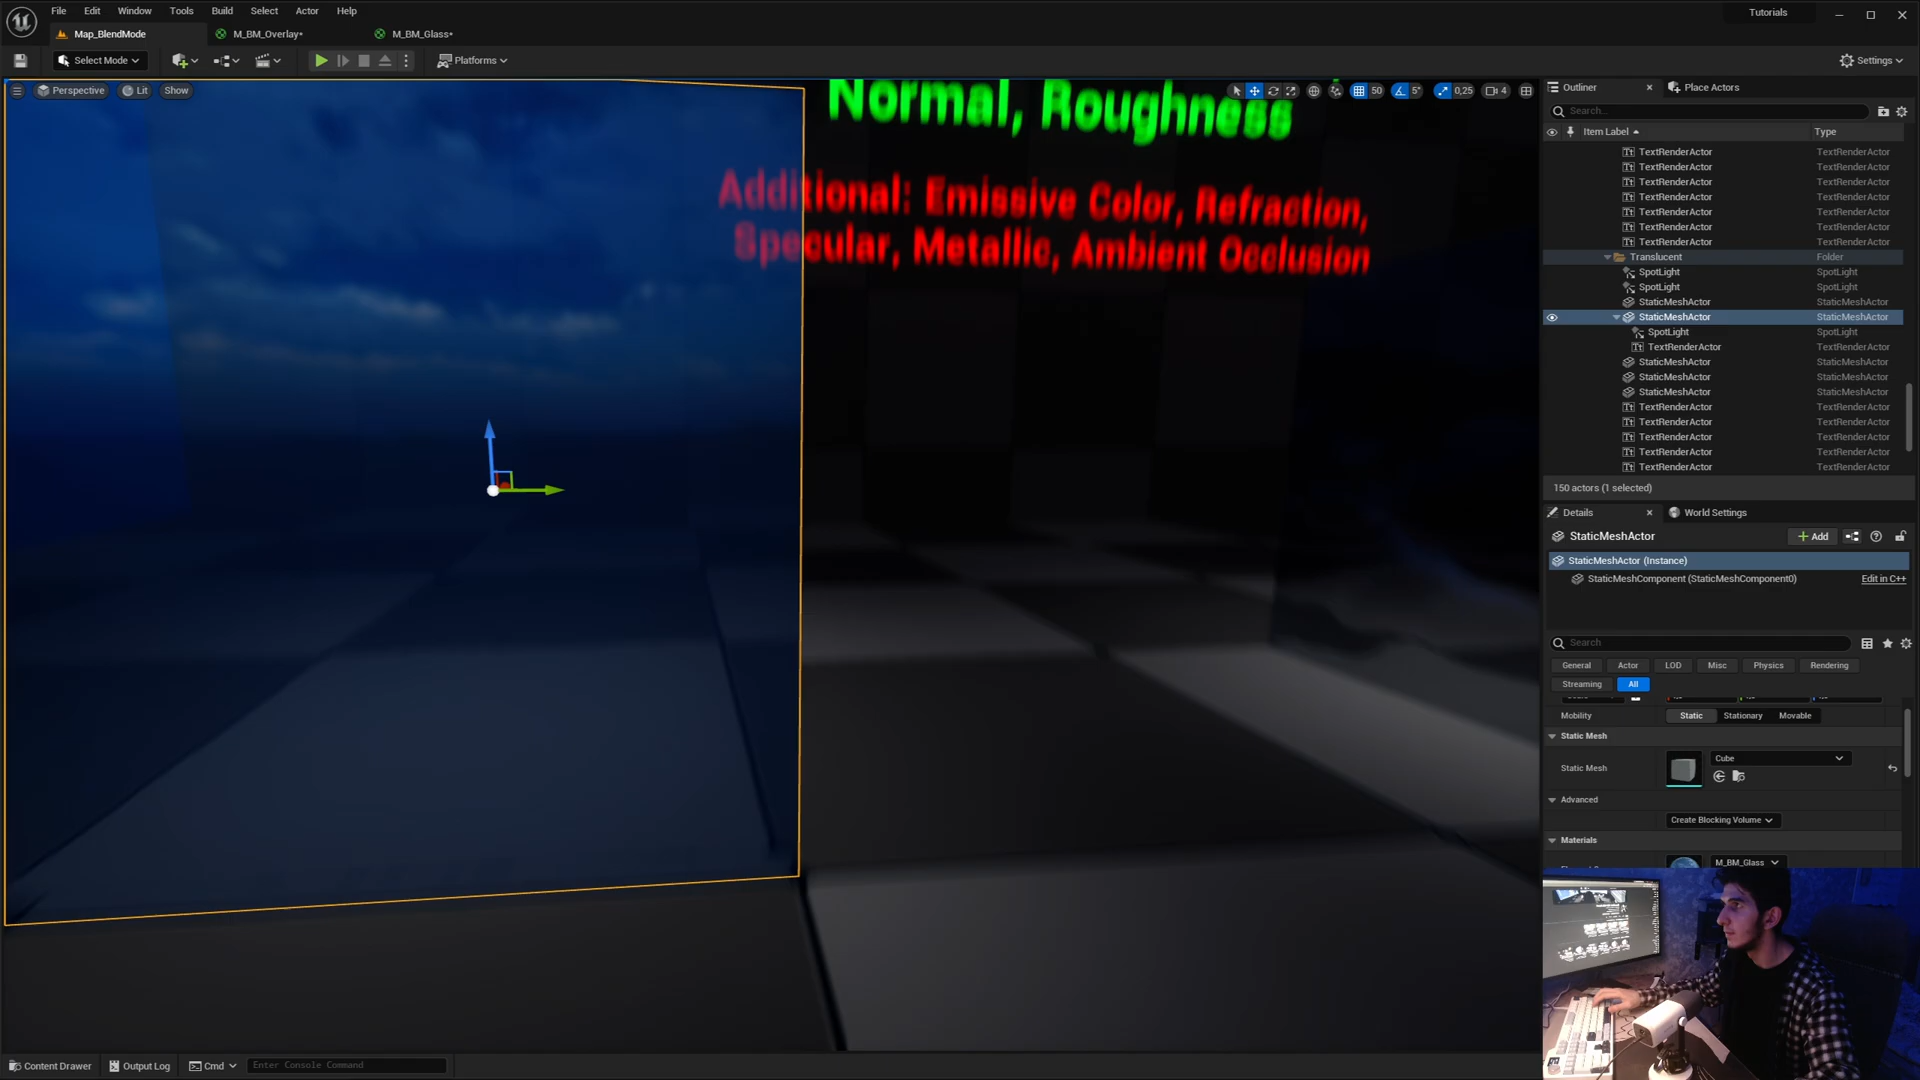 File Edit Window Tools Build Select Actor Help
Tutorials
Map_BlendMode M_BM_Overlay* M_BM_Glass*
Select Mode Platforms Settings
Perspective Lit Show 50 5° 0,25 4
Normal, Roughness
Additional: Emissive Color, Refraction,
Specular, Metallic, Ambient Occlusion
Outliner Place Actors
Search...
Item Label Type
TextRenderActor TextRenderActor
TextRenderActor TextRenderActor
TextRenderActor TextRenderActor
TextRenderActor TextRenderActor
TextRenderActor TextRenderActor
TextRenderActor TextRenderActor
TextRenderActor TextRenderActor
Translucent Folder
SpotLight SpotLight
SpotLight SpotLight
StaticMeshActor StaticMeshActor
StaticMeshActor StaticMeshActor
SpotLight SpotLight
TextRenderActor TextRenderActor
StaticMeshActor StaticMeshActor
StaticMeshActor StaticMeshActor
StaticMeshActor StaticMeshActor
TextRenderActor TextRenderActor
TextRenderActor TextRenderActor
TextRenderActor TextRenderActor
TextRenderActor TextRenderActor
TextRenderActor TextRenderActor
150 actors (1 selected)
Details World Settings
StaticMeshActor + Add
StaticMeshActor (Instance)
StaticMeshComponent (StaticMeshComponent0) Edit in C++
Search
General Actor LOD Misc Physics Rendering
Streaming All
Mobility Static Stationary Movable
Static Mesh
Static Mesh Cube
Advanced
Create Blocking Volume
Materials
M_BM_Glass
Content Drawer Output Log Cmd Enter Console Command